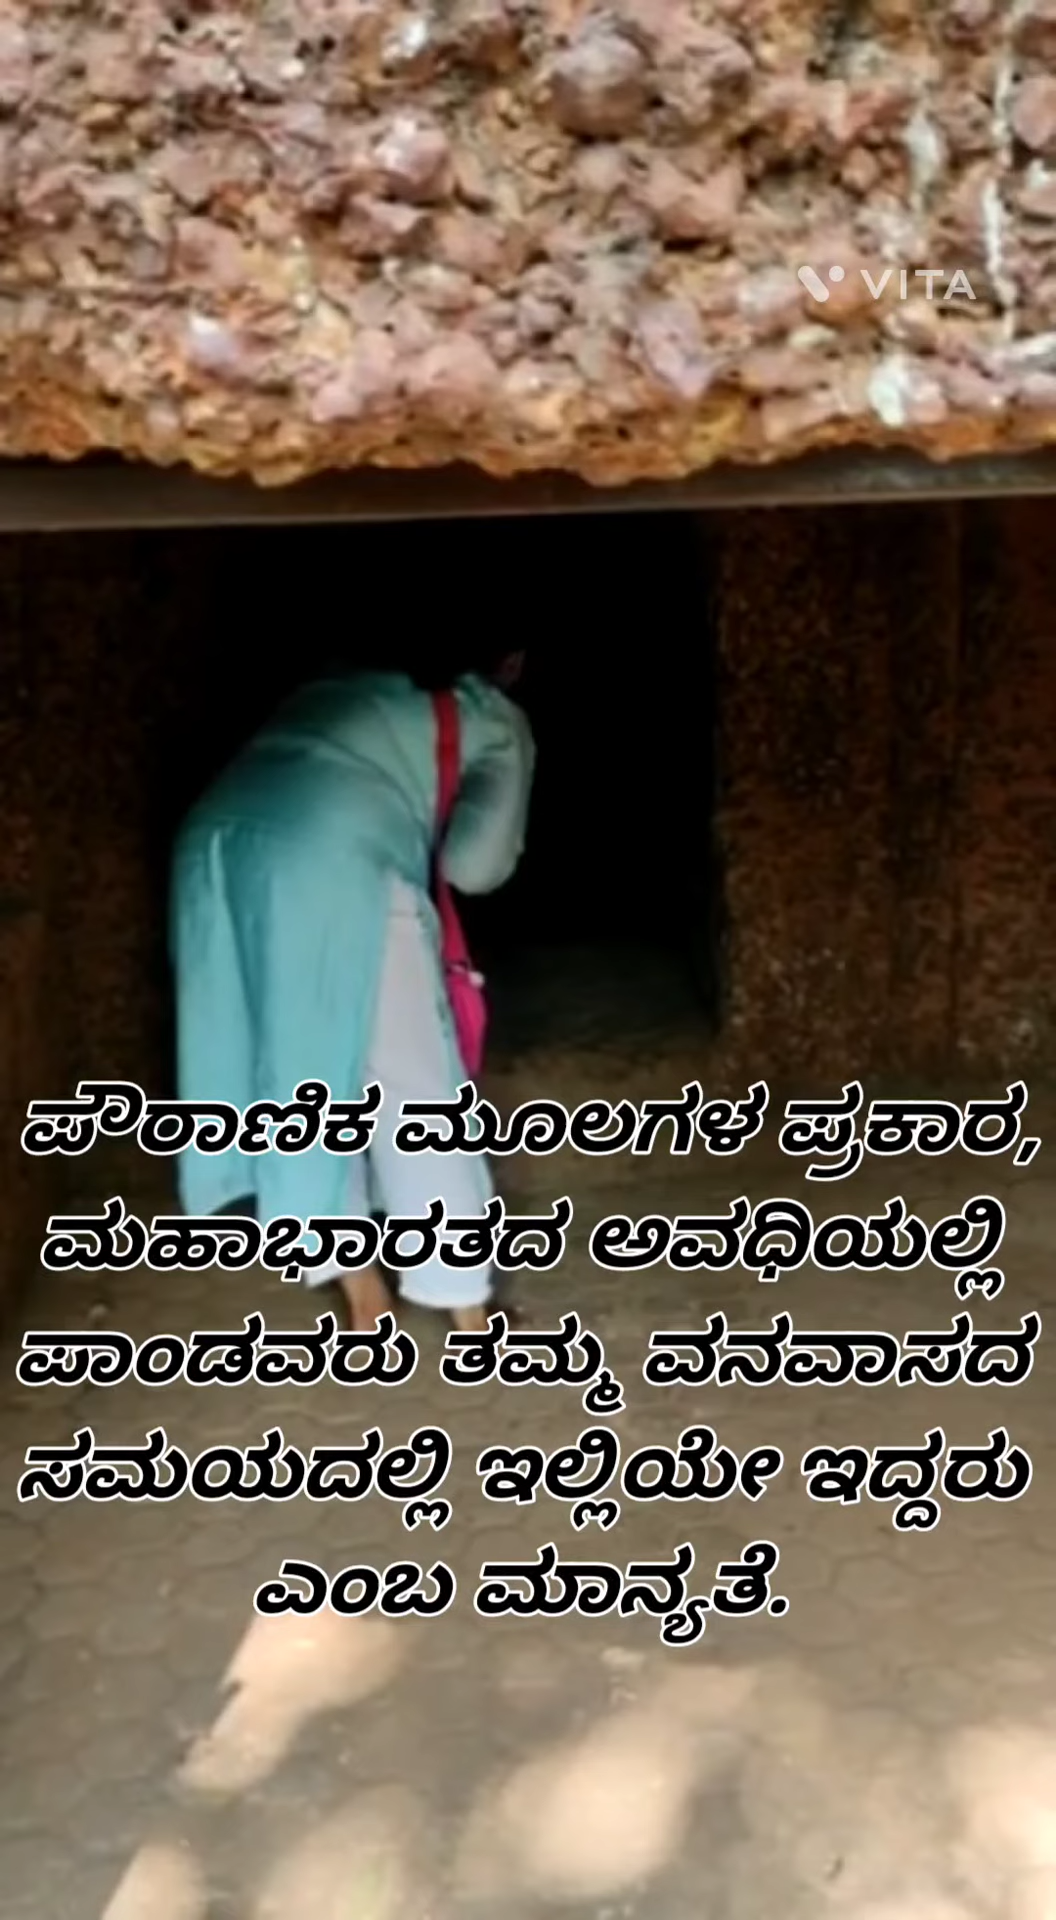 VITA
ಪೌರಾಣಿಕ ಮೂಲಗಳ ಪ್ರಕಾರ,
ಮಹಾಭಾರತದ ಅವಧಿಯಲ್ಲಿ
ಪಾಂಡವರು ತಮ್ಮ ವನವಾಸದ
ಸಮಯದಲ್ಲಿ ಇಲ್ಲಿಯೇ ಇದ್ದರು
ಎಂಬ ಮಾನ್ಯತೆ.